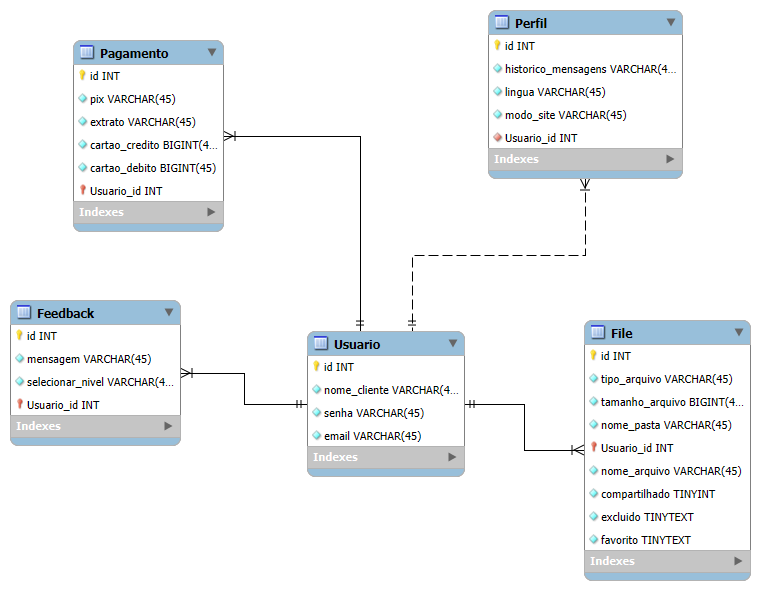 Pagamento
id INT
pix VARCHAR(45)
extrato VARCHAR(45)
cartao_credito BIGINT(4...
cartao_debito BIGINT(45)
Usuario_id INT
Indexes
Perfil
id INT
historico_mensagens VARCHAR(4...
lingua VARCHAR(45)
modo_site VARCHAR(45)
Usuario_id INT
Indexes
Feedback
id INT
mensagem VARCHAR(45)
selecionar_nivel VARCHAR(4...
Usuario_id INT
Indexes
Usuario
id INT
nome_cliente VARCHAR(4...
senha VARCHAR(45)
email VARCHAR(45)
Indexes
File
id INT
tipo_arquivo VARCHAR(45)
tamanho_arquivo BIGINT(4...
nome_pasta VARCHAR(45)
Usuario_id INT
nome_arquivo VARCHAR(45)
compartilhado TINYINT
excluido TINYTEXT
favorito TINYTEXT
Indexes